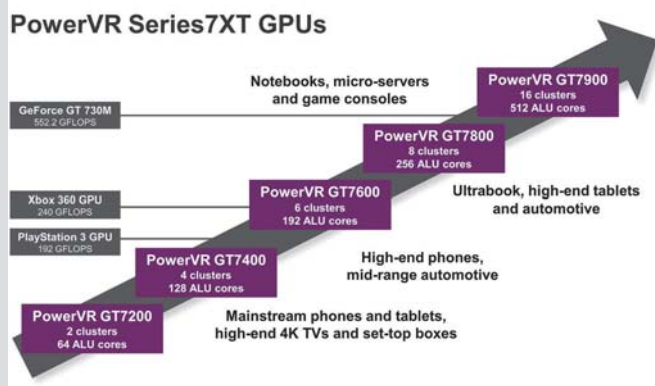 PowerVR Series7XT GPUs
Notebooks, micro-servers
and game consoles
PowerVR GT7900
16 clusters
512 ALU cores
GeForce GT 730M
552.2 GFLOPS
PowerVR GT7800
8 clusters
256 ALU cores
Ultrabook, high-end tablets
and automotive
Xbox 360 GPU
240 GFLOPS
PowerVR GT7600
6 clusters
192 ALU cores
PlayStation 3 GPU
192 GFLOPS
High-end phones,
mid-range automotive
PowerVR GT7400
4 clusters
128 ALU cores
Mainstream phones and tablets,
high-end 4K TVs and set-top boxes
PowerVR GT7200
2 clusters
64 ALU cores